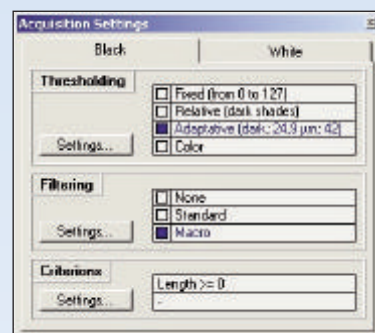 Acquisition Settings
Black
White
Thresholding
Fixed (from 0 to 127)
Relative (dark shades)
Adaptative (dark; 24,9 µm; 42)
Color
Settings...
Filtering
None
Standard
Macro
Settings...
Criterions
Length >= 0
-
Settings...